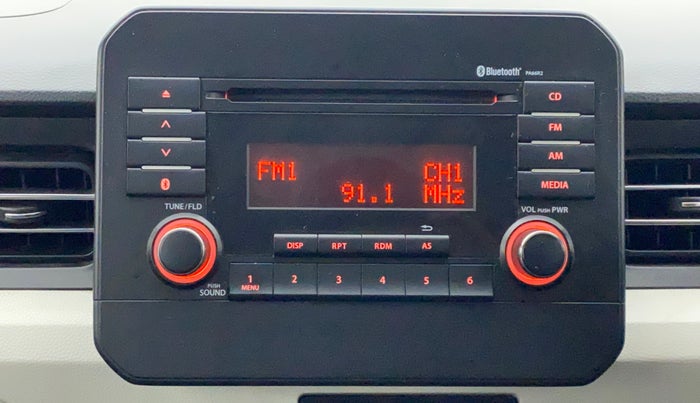 Bluetooth® PA66R2
CD
FM
FM1 CH1
91.1 MHz
AM
MEDIA
TUNE/FLD
VOL PUSH PWR
DISP RPT RDM AS
PUSH
SOUND
1 2 3 4 5 6
MENU